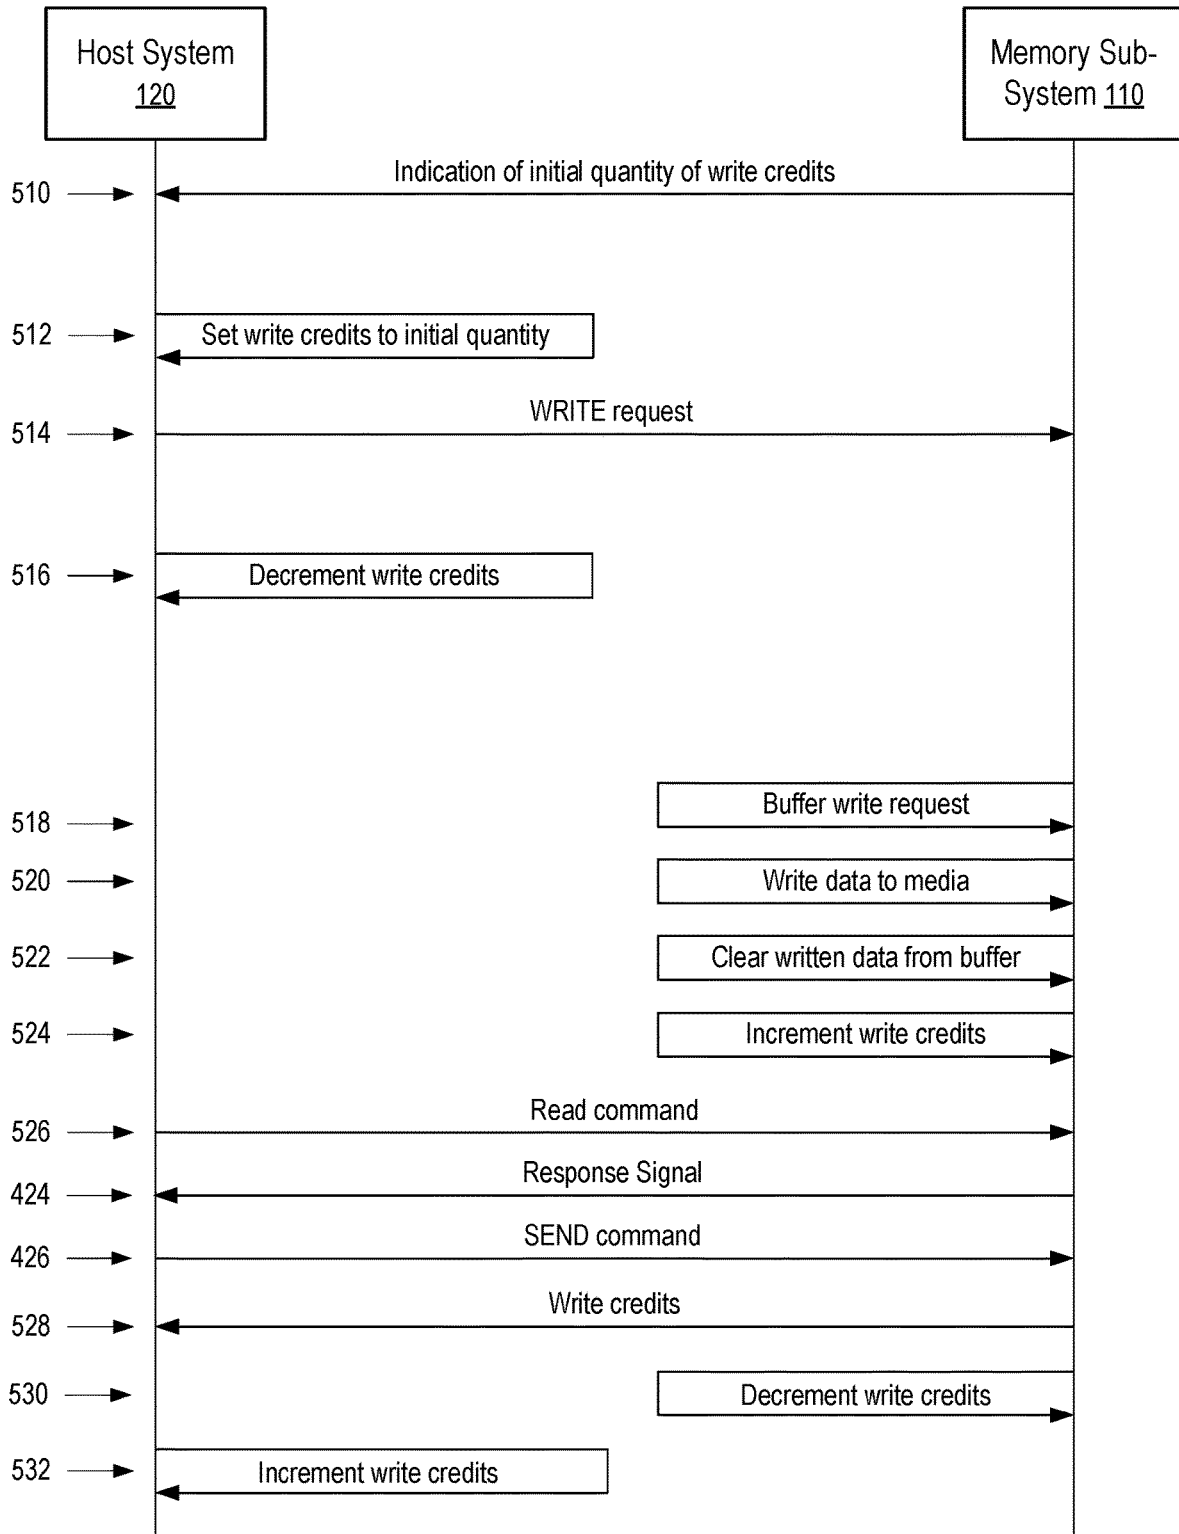 Host System
120
Memory Sub-
System 110
Indication of initial quantity of write credits
510
512
Set write credits to initial quantity
WRITE request
514
516
Decrement write credits
Buffer write request
518
520
Write data to media
522
Clear written data from buffer
524
Increment write credits
Read command
526
Response Signal
424
SEND command
426
Write credits
528
530
Decrement write credits
532
Increment write credits